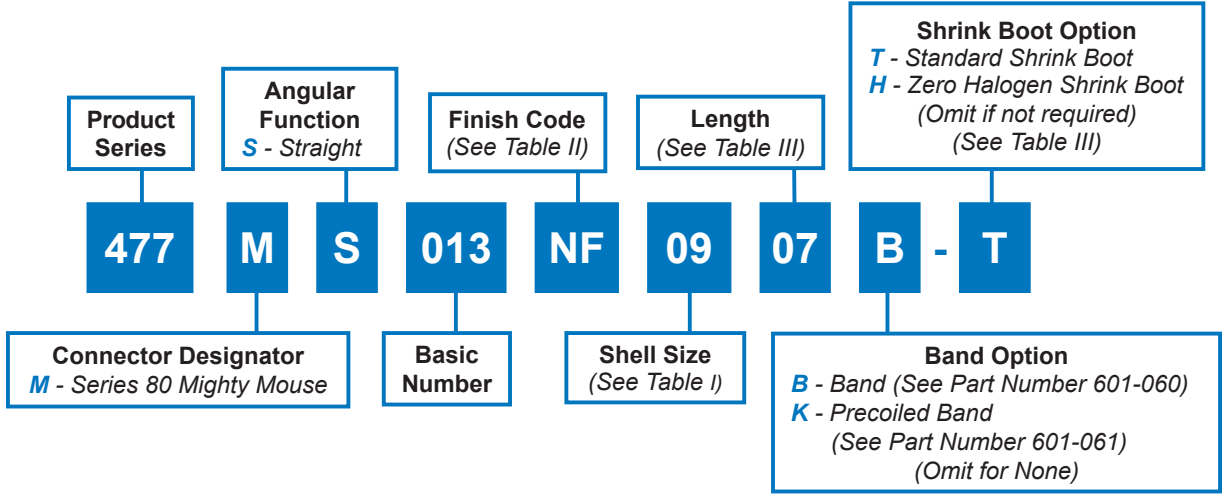 Shrink Boot Option
T - Standard Shrink Boot
H - Zero Halogen Shrink Boot
(Omit if not required)
(See Table III)
Product
Series
Angular
Function
S - Straight
Finish Code
(See Table II)
Length
(See Table III)
477 M S 013 NF 09 07 B - T
Connector Designator
M - Series 80 Mighty Mouse
Basic
Number
Shell Size
(See Table I)
Band Option
B - Band (See Part Number 601-060)
K - Precoiled Band
(See Part Number 601-061)
(Omit for None)